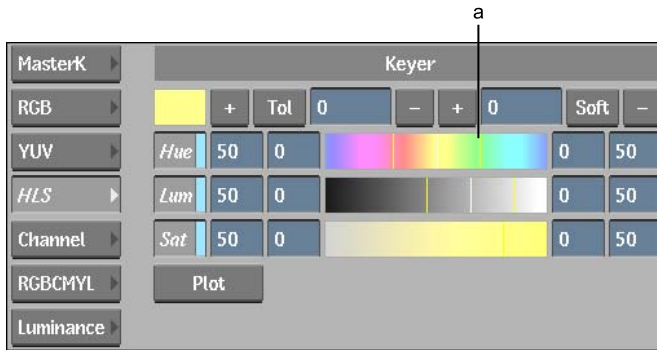 a
MasterK Keyer
RGB + Tol 0 - + 0 Soft -
YUV Hue 50 0 0 50
HLS Lum 50 0 0 50
Channel Sat 50 0 0 50
RGBCMYL Plot
Luminance